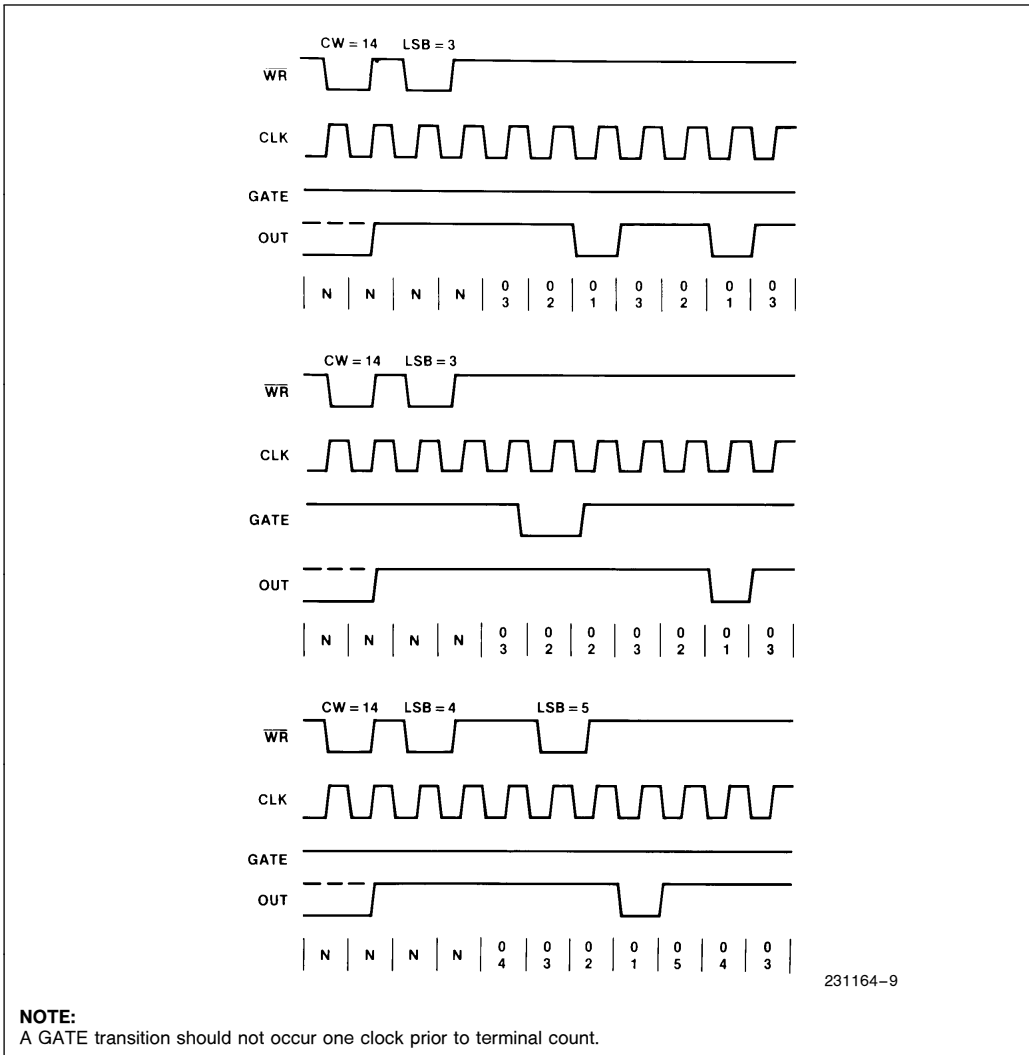 CW = 14 LSB = 3
WR
CLK
GATE
OUT
N N N N 0 0 0 0 0 0 0
3 2 1 3 2 1 3
CW = 14 LSB = 3
WR
CLK
GATE
OUT
N N N N 0 0 0 0 0 0 0
3 2 2 3 2 1 3
CW = 14 LSB = 4 LSB = 5
WR
CLK
GATE
OUT
N N N N 0 0 0 0 0 0 0
4 3 2 1 5 4 3
231164–9
NOTE:
A GATE transition should not occur one clock prior to terminal count.